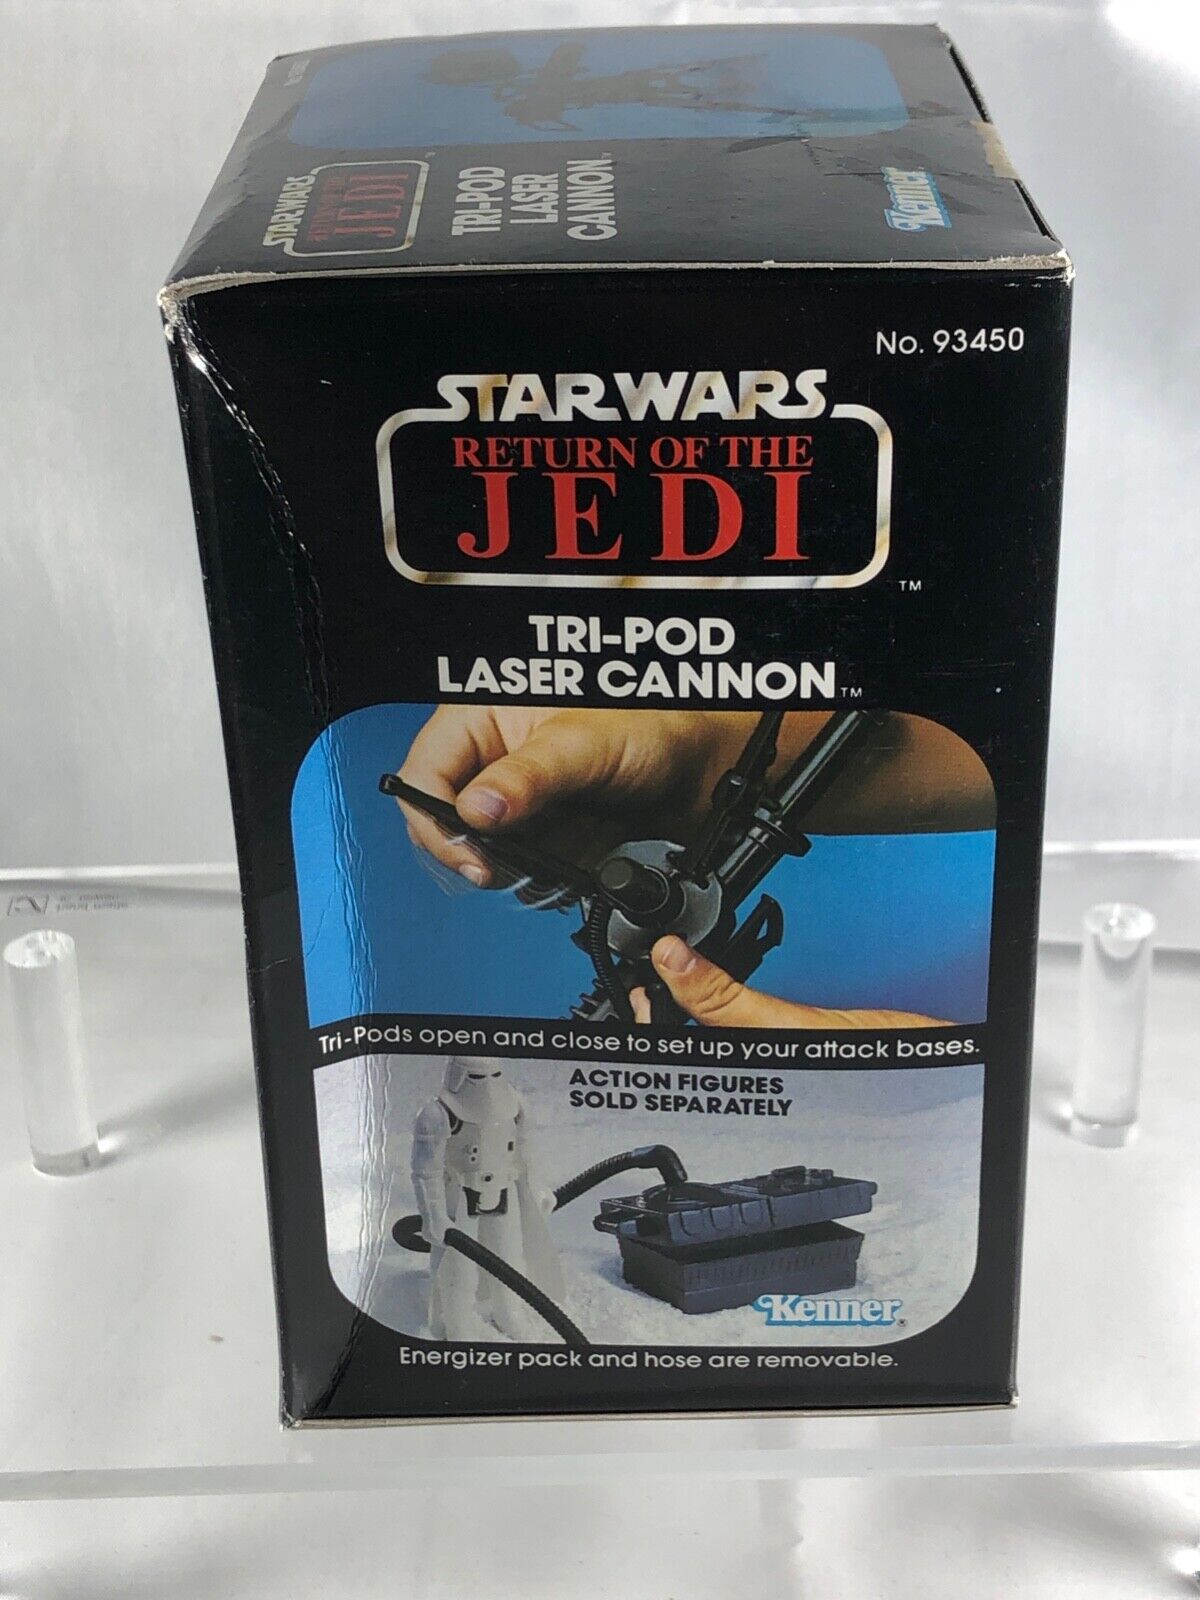 STAR WARS
RETURN OF THE
JEDI
TRI-POD
LASER
CANNON™
Kenner
No. 93450
STAR WARS
RETURN OF THE
JEDI
TM
TRI-POD
LASER CANNON™
Tri-Pods open and close to set up your attack bases.
ACTION FIGURES
SOLD SEPARATELY
Kenner®
Energizer pack and hose are removable.